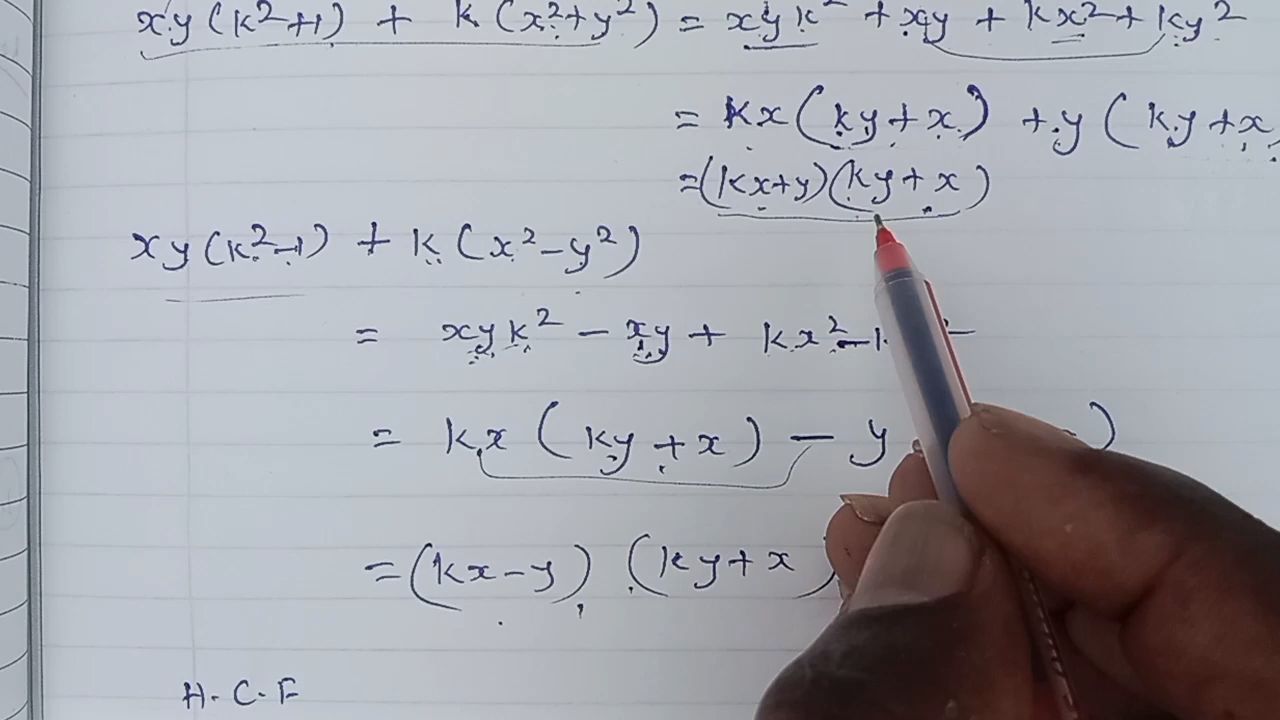 xy (k²+1) + k (x²+y²) = xyk² + xy + kx² + ky²
= kx (ky + x) + y (ky + x
= (kx+y)(ky + x)
xy (k²-1) + k (x² - y²)
= xyk² - xy + kx² -
= kx (ky + x) - y )
= (kx - y) (ky + x)
H.C.F